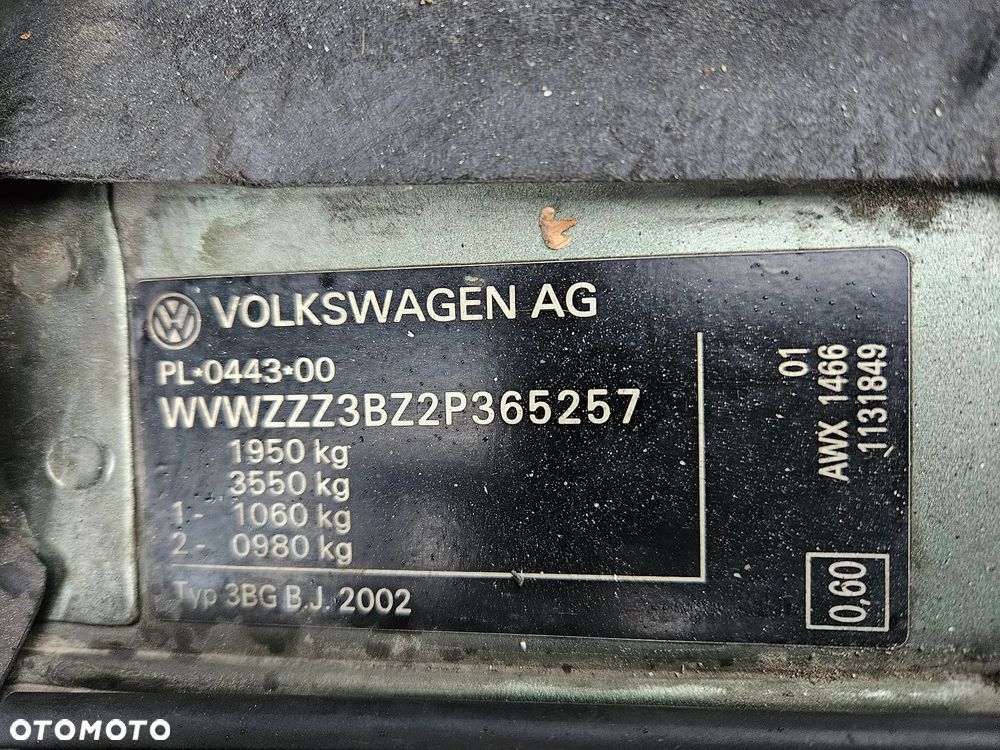 VOLKSWAGEN AG
PL*0443*00
WVWZZZ3BZ2P365257
1950 kg
3550 kg
1- 1060 kg
2- 0980 kg
Typ 3BG B.J. 2002
01
AWX 1466
1131849
0,60
OTOMOTO